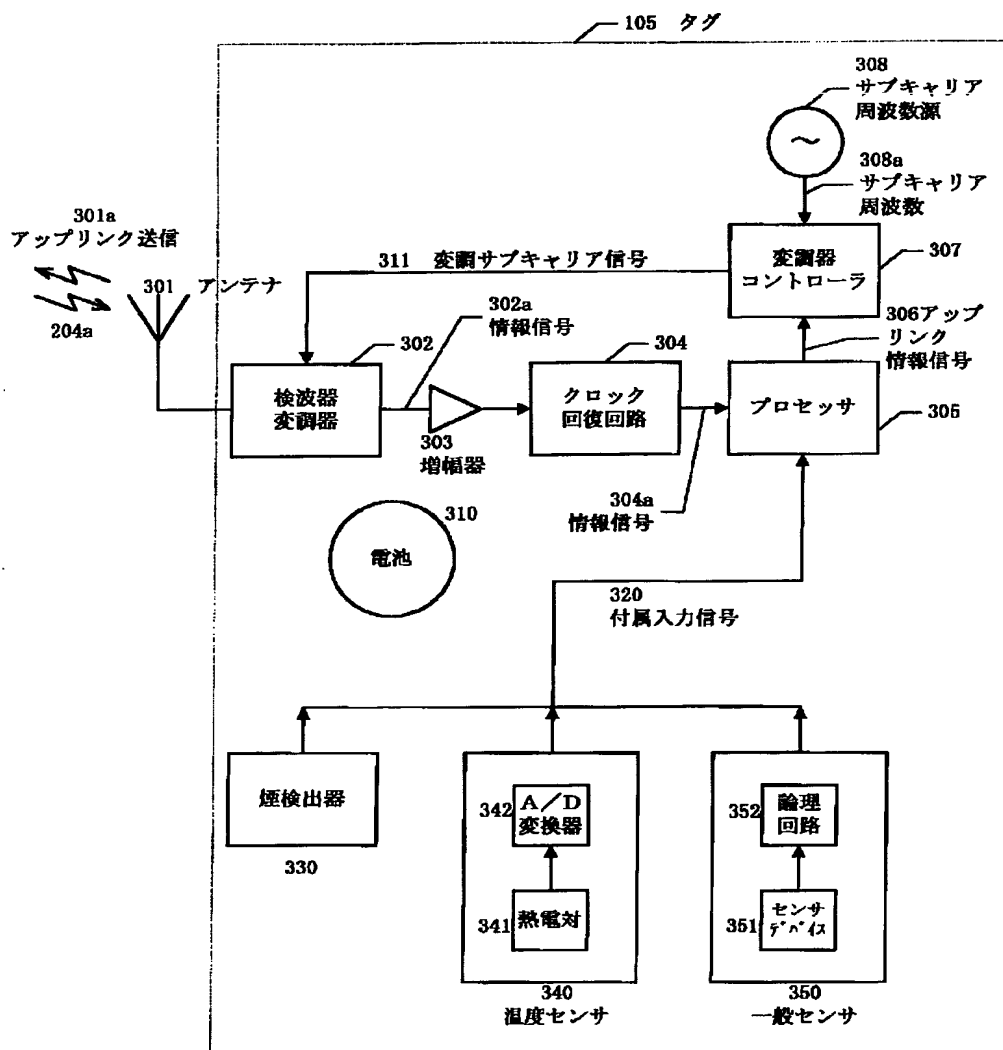 105 タグ
308
サブキャリア
周波数源
～
308a
サブキャリア
周波数
301a
アップリンク送信
301
アンテナ
204a
311 変調サブキャリア信号
変調器
コントローラ
307
302a
情報信号
302
304
306アップ
リンク
情報信号
検波器
変調器
303
増幅器
クロック
回復回路
プロセッサ
305
304a
情報信号
310
電池
320
付属入力信号
煙検出器
330
342
A／D
変換器
341
熱電対
340
温度センサ
352
論理
回路
351
センサ
デバイス
350
一般センサ